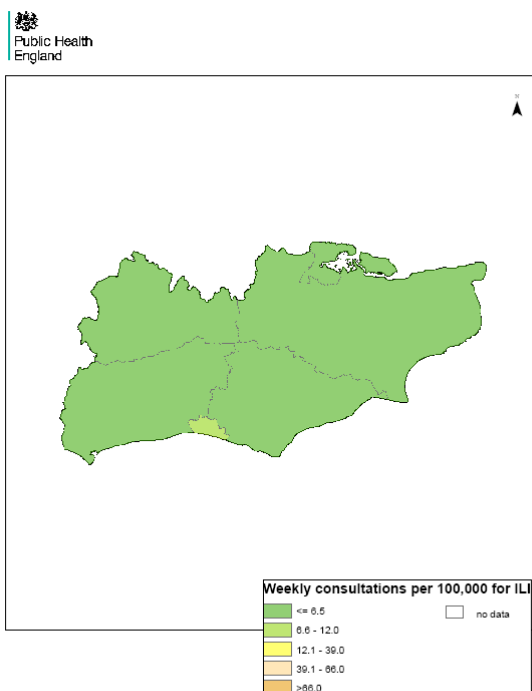 Public Health
England
N
Weekly consultations per 100,000 for ILI
<= 6.5
no data
6.6 - 12.0
12.1 - 39.0
39.1 - 66.0
>66.0